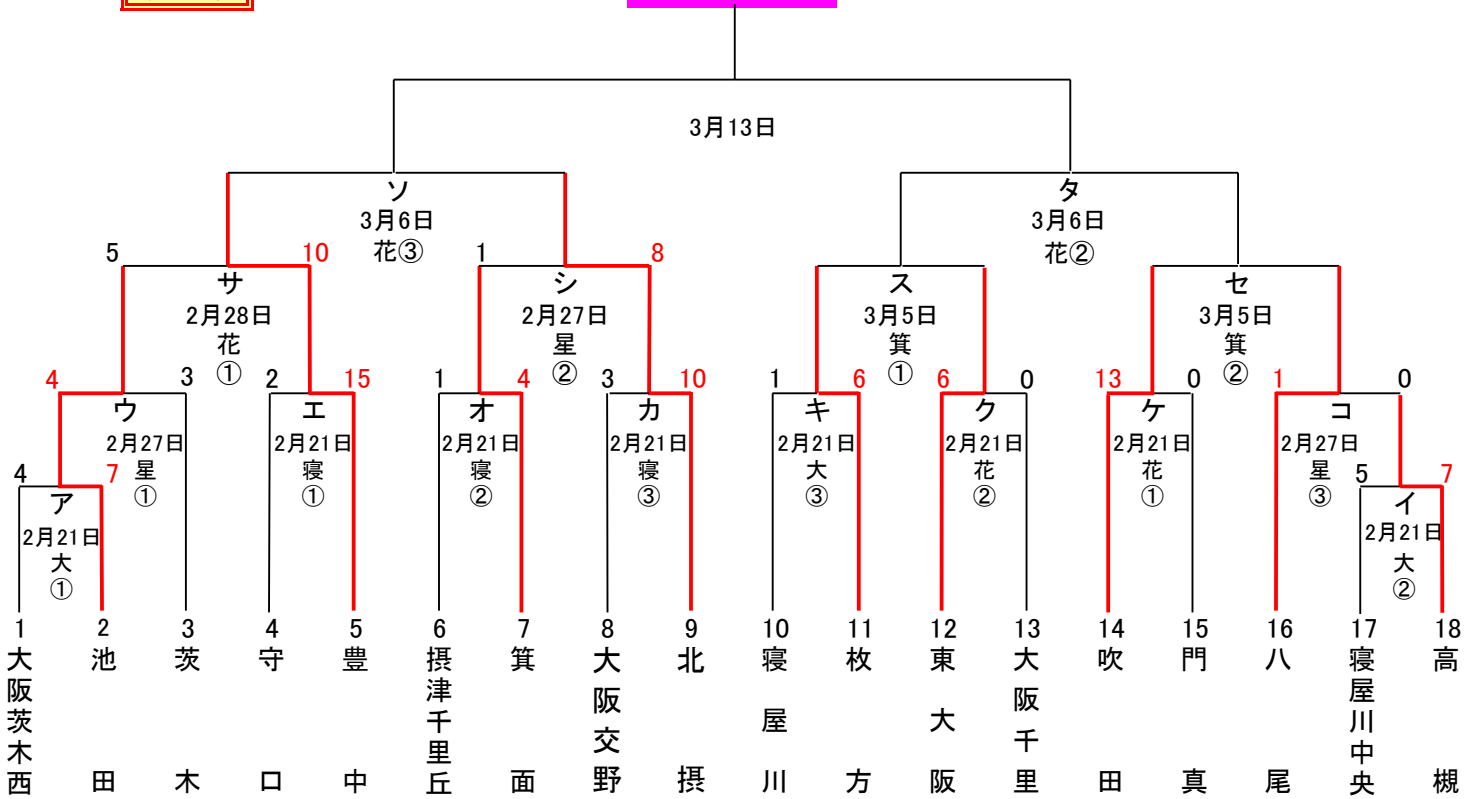 3月13日
ソ
3月6日
花③
タ
3月6日
花②
5
10
1
8
サ
2月28日
花
①
シ
2月27日
星
②
ス
3月5日
箕
①
セ
3月5日
箕
②
4
3
2
15
1
4
3
10
1
6
6
0
13
0
1
0
ウ
2月27日
星
①
エ
2月21日
寝
①
オ
2月21日
寝
②
カ
2月21日
寝
③
キ
2月21日
大
③
ク
2月21日
花
②
ケ
2月21日
花
①
コ
2月27日
星
③
4
7
ア
2月21日
大
①
5
7
イ
2月21日
大
②
1
大阪茨木西
2
池田
3
茨木
4
守口
5
豊中
6
摂津千里丘
7
箕面
8
大阪交野
9
北摂
10
寝屋川
11
枚方
12
東大阪
13
大阪千里
14
吹田
15
門真
16
八尾
17
寝屋川中央
18
高槻